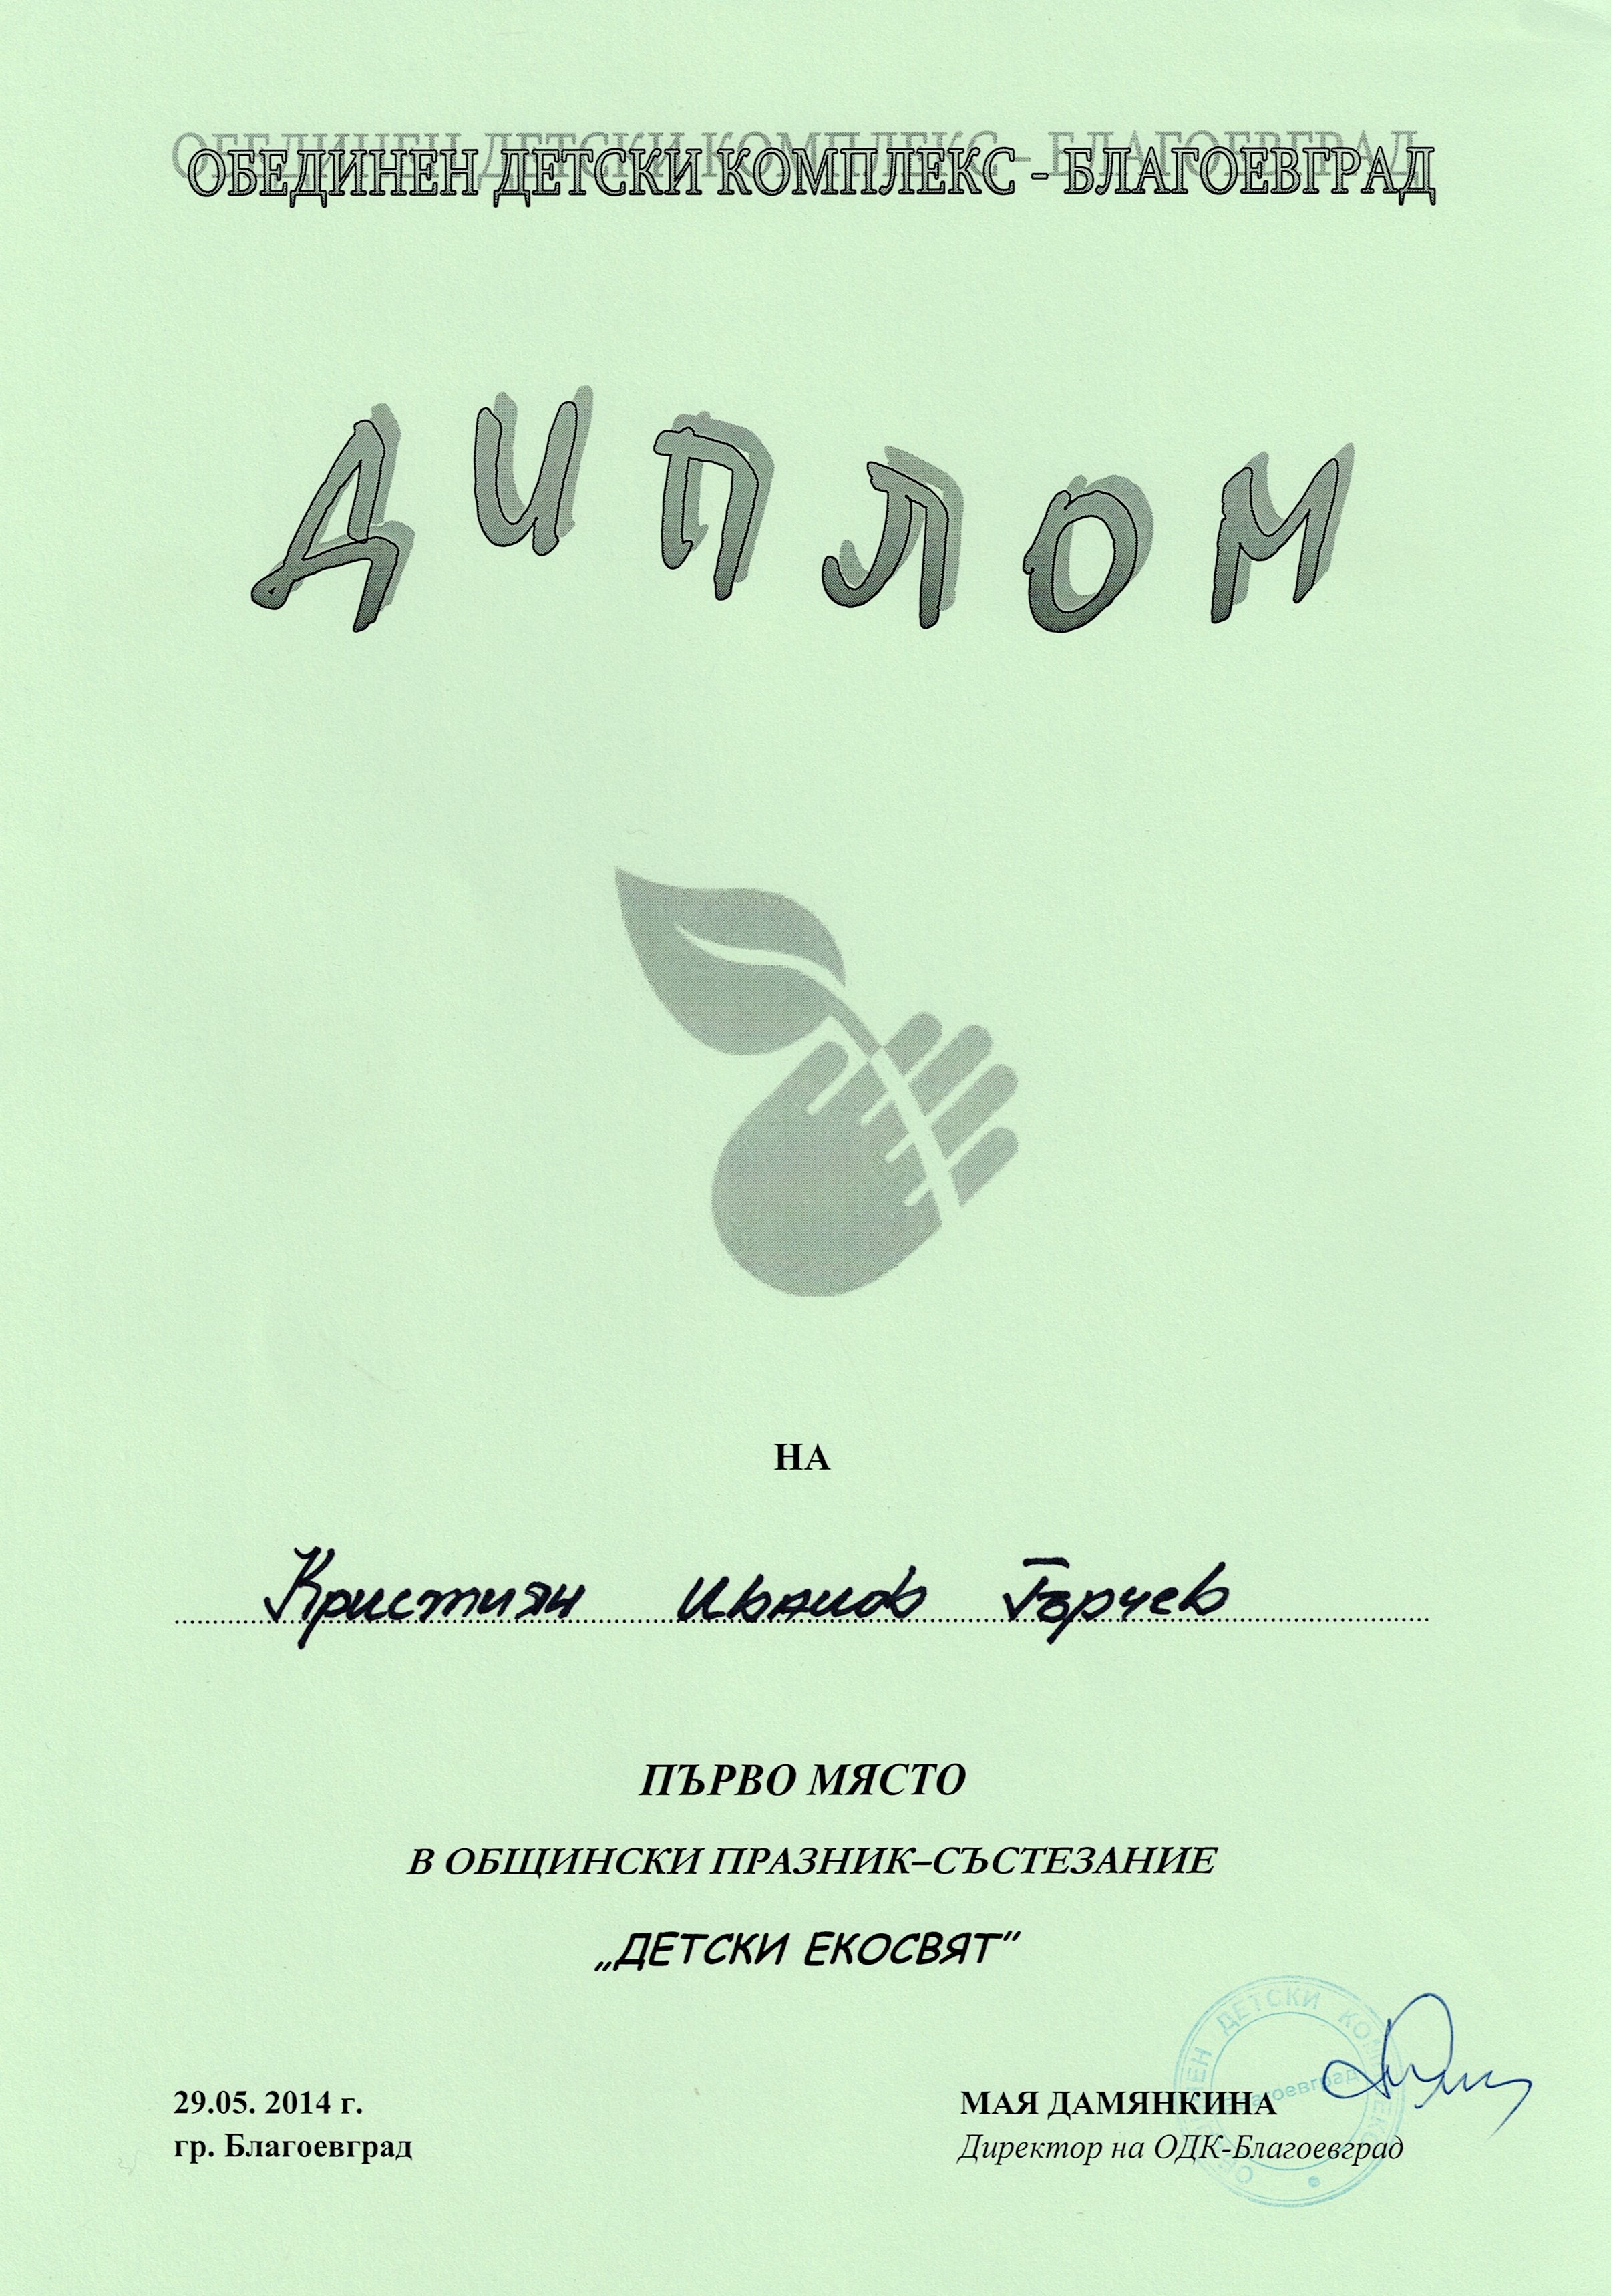 ОБЕДИНЕН ДЕТСКИ КОМПЛЕКС - БЛАГОЕВГРАД
ДИПЛОМ
НА
Кристиян Иванов Горчев
ПЪРВО МЯСТО
В ОБЩИНСКИ ПРАЗНИК–СЪСТЕЗАНИЕ
„ДЕТСКИ ЕКОСВЯТ”
29.05. 2014 г.
гр. Благоевград
МАЯ ДАМЯНКИНА
Директор на ОДК-Благоевград
ДЕТСКИ